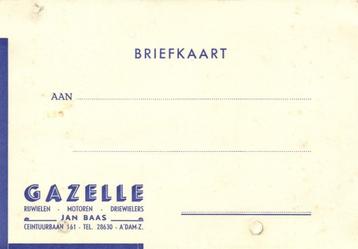 BRIEFKAART
AAN
GAZELLE
RIJWIELEN - MOTOREN - DRIEWIELERS
JAN BAAS
CEINTUURBAAN 161 - TEL. 28630 - A'DAM-Z.